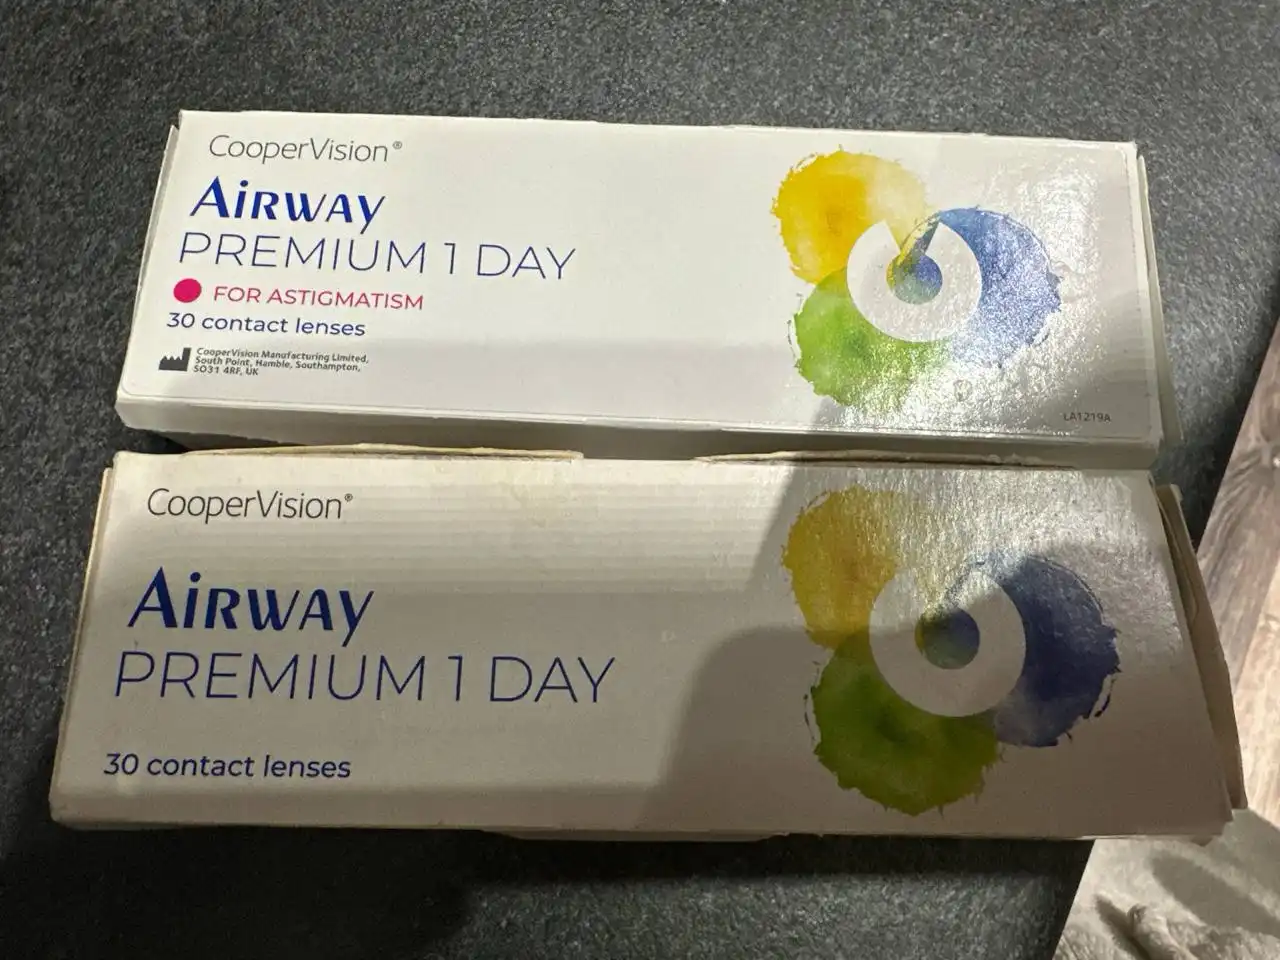 CooperVision®
AiRWAY
PREMIUM 1 DAY
FOR ASTIGMATISM
30 contact lenses
CooperVision Manufacturing Limited,
South Point, Hamble, Southampton,
SO31 4RF, UK
LA1219A
CooperVision®
AiRWAY
PREMIUM 1 DAY
30 contact lenses